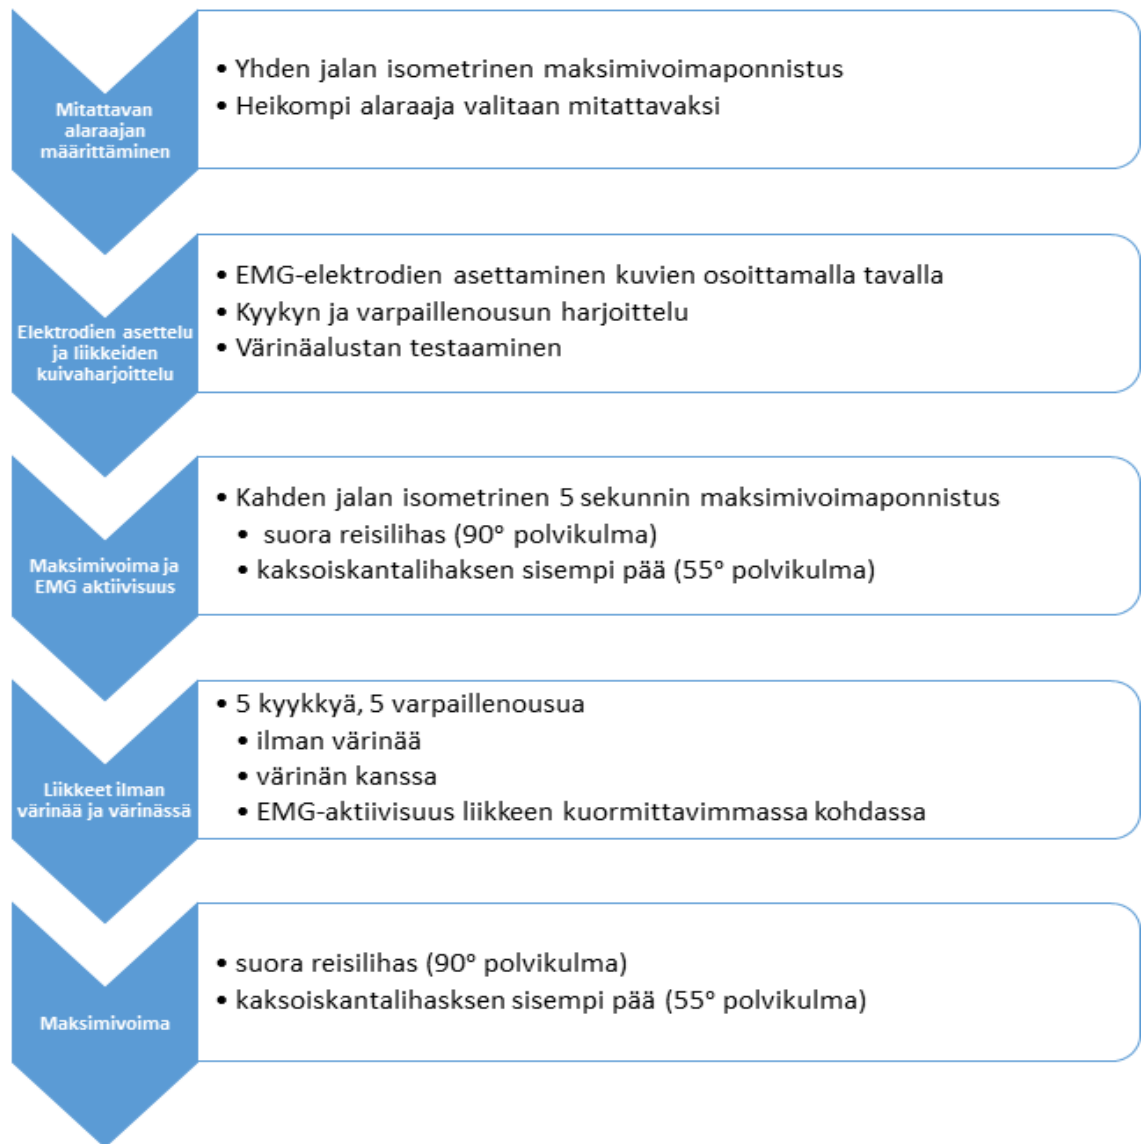 Mitattavan
alaraajan
määrittäminen
• Yhden jalan isometrinen maksimivoimaponnistus
• Heikompi alaraaja valitaan mitattavaksi
Elektrodien asettelu
ja liikkeiden
kuivaharjoittelu
• EMG-elektrodien asettaminen kuvien osoittamalla tavalla
• Kyykyn ja varpaillenousun harjoittelu
• Värinäalustan testaaminen
Maksimivoima ja
EMG aktiivisuus
• Kahden jalan isometrinen 5 sekunnin maksimivoimaponnistus
• suora reisilihas (90° polvikulma)
• kaksoiskantalihaksen sisempi pää (55° polvikulma)
Liikkeet ilman
värinää ja värinässä
• 5 kyykkyä, 5 varpaillenousua
• ilman värinää
• värinän kanssa
• EMG-aktiivisuus liikkeen kuormittavimmassa kohdassa
Maksimivoima
• suora reisilihas (90° polvikulma)
• kaksoiskantalihasksen sisempi pää (55° polvikulma)